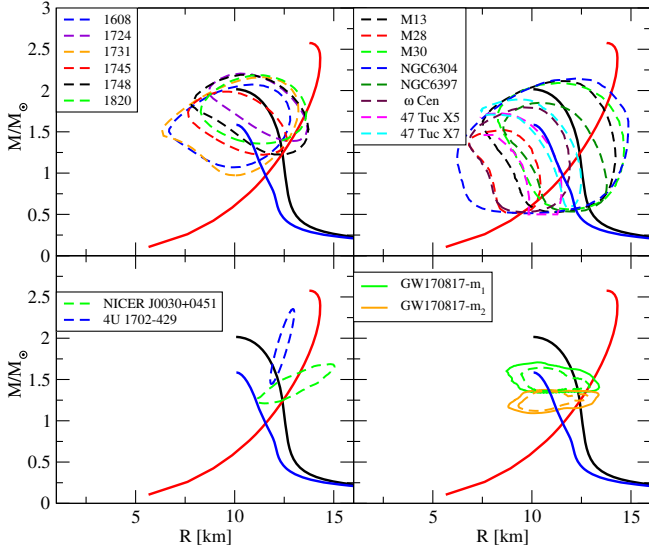 3
2.5
2
1.5
1
0.5
0
M/M☉
1608
1724
1731
1745
1748
1820
M13
M28
M30
NGC6304
NGC6397
ω Cen
47 Tuc X5
47 Tuc X7
2.5
2
1.5
1
0.5
0
M/M☉
NICER J0030+0451
4U 1702-429
GW170817-m₁
GW170817-m₂
5 10 15 5 10 15
R [km] R [km]